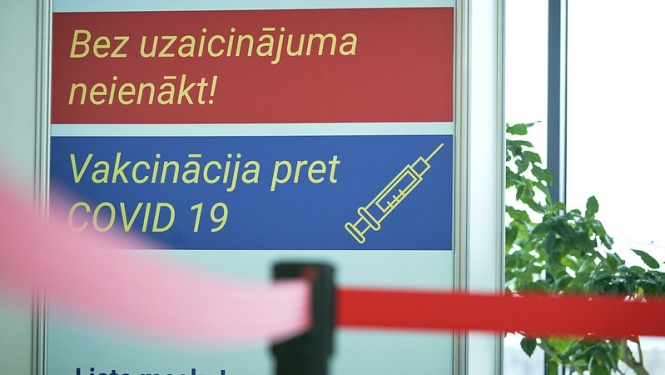 Bez uzaicinājuma
neienākt!
Vakcinācija pret
COVID 19